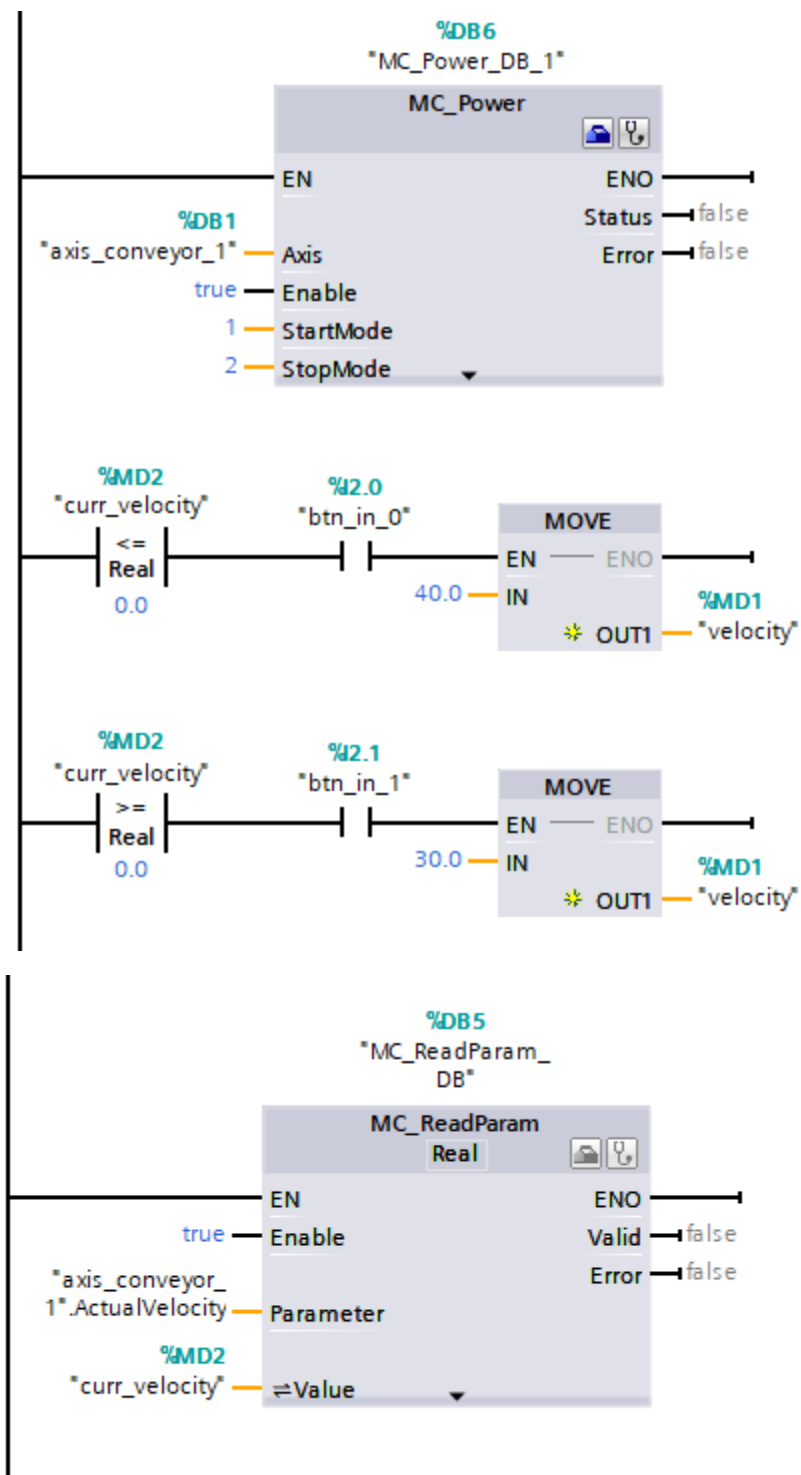 %DB6
"MC_Power_DB_1"
MC_Power
EN ENO
%DB1 Status false
"axis_conveyor_1" Axis Error false
true Enable
1 StartMode
2 StopMode
%MD2 %I2.0
"curr_velocity" "btn_in_0" MOVE
<= EN ENO
Real
0.0 40.0 IN %MD1
OUT1 "velocity"
%MD2 %I2.1
"curr_velocity" "btn_in_1" MOVE
>= EN ENO
Real
0.0 30.0 IN %MD1
OUT1 "velocity"
%DB5
"MC_ReadParam_
DB"
MC_ReadParam
Real
EN ENO
true Enable Valid false
"axis_conveyor_ Error false
1".ActualVelocity Parameter
%MD2
"curr_velocity" ⇌Value